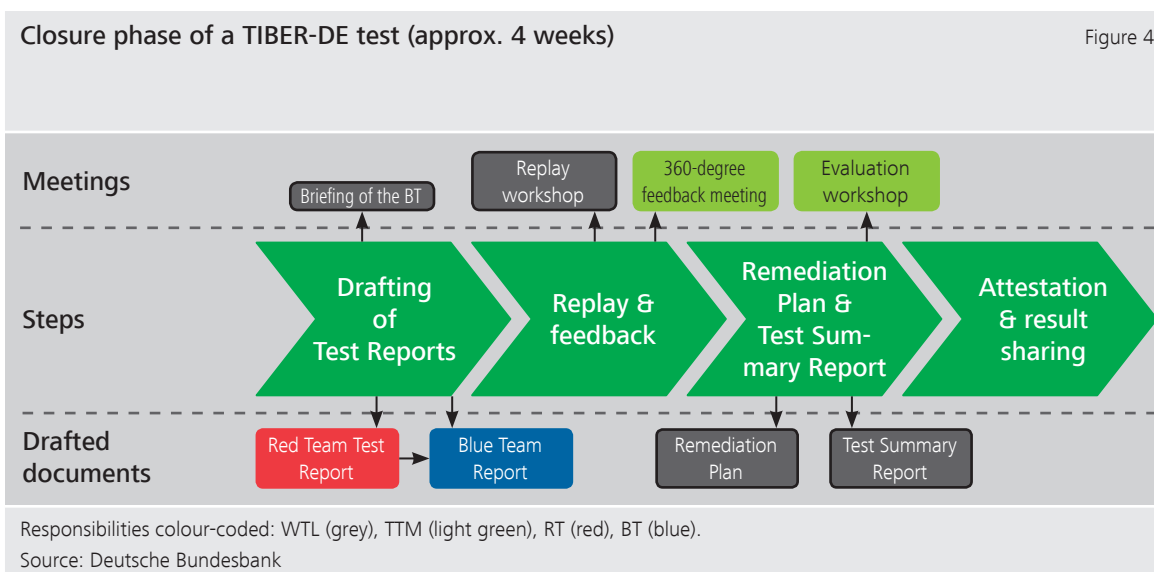 Closure phase of a TIBER-DE test (approx. 4 weeks)
Figure 4
Meetings
Briefing of the BT
Replay
workshop
360-degree
feedback meeting
Evaluation
workshop
Steps
Drafting
of
Test Reports
Replay &
feedback
Remediation
Plan &
Test Sum-
mary Report
Attestation
& result
sharing
Drafted
documents
Red Team Test
Report
Blue Team
Report
Remediation
Plan
Test Summary
Report
Responsibilities colour-coded: WTL (grey), TTM (light green), RT (red), BT (blue).
Source: Deutsche Bundesbank